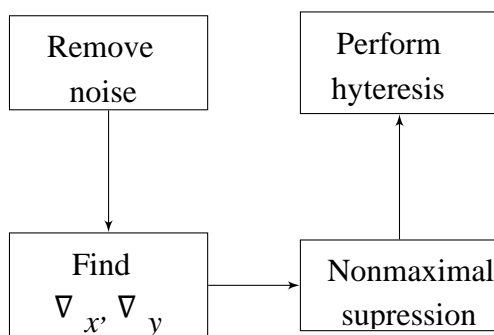 Remove
noise
Perform
hyteresis
Find
∇ x, ∇ y
Nonmaximal
supression